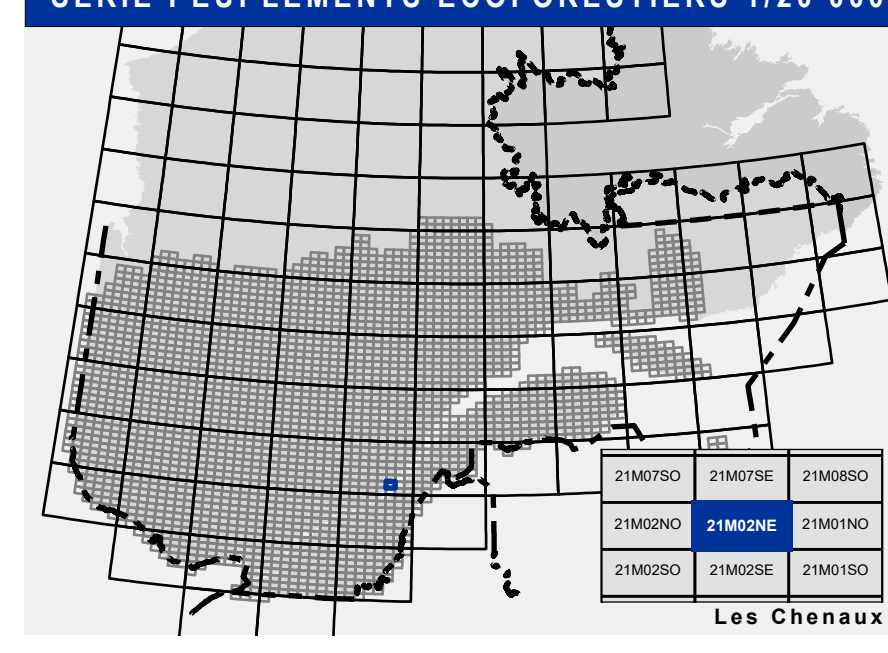 SÉRIE PEUPLEMENTS ÉCOFORESTIERS 1/20 000
21M07SO 21M07SE 21M08SO
21M02NO 21M02NE 21M01NO
21M02SO 21M02SE 21M01SO
Les Chenaux